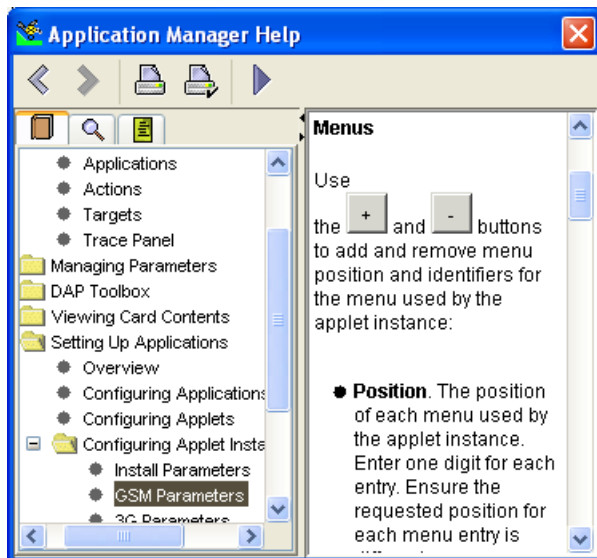 Application Manager Help
Applications
Actions
Targets
Trace Panel
Managing Parameters
DAP Toolbox
Viewing Card Contents
Setting Up Applications
Overview
Configuring Applications
Configuring Applets
Configuring Applet Insta
Install Parameters
GSM Parameters
3G Parameters
Menus
Use
the + and - buttons
to add and remove menu
position and identifiers for
the menu used by the
applet instance:
Position. The position
of each menu used by
the applet instance.
Enter one digit for each
entry. Ensure the
requested position for
each menu entry is